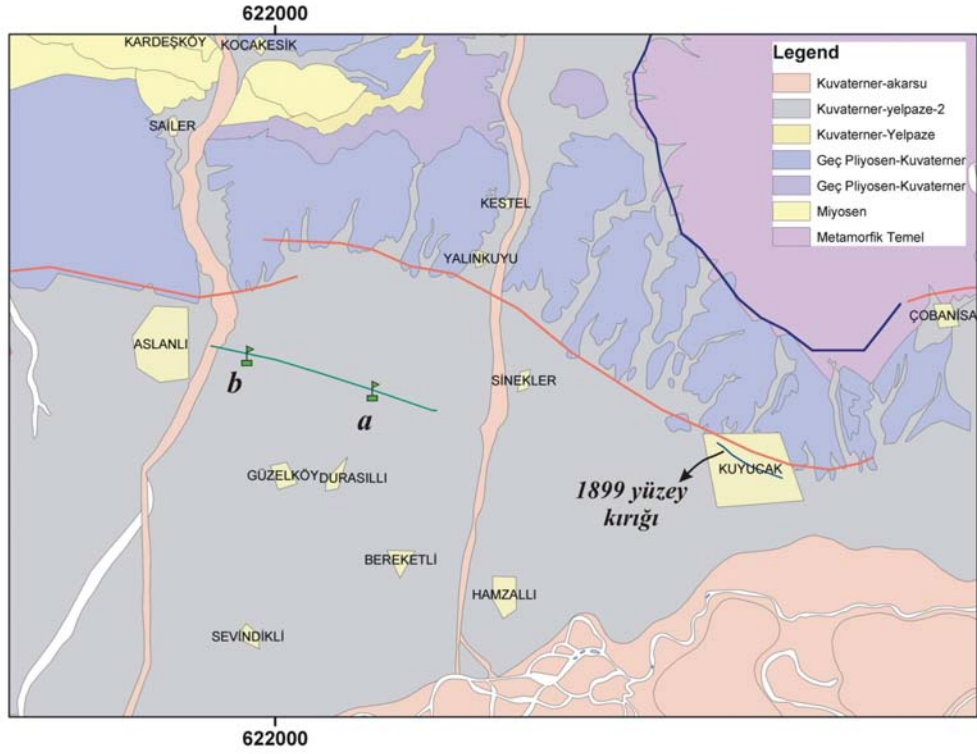 622000
KARDEŞKÖY
KOCAKESİK
Legend
Kuvaterner-akarsu
Kuvaterner-yelpaze-2
Kuvaterner-Yelpaze
Geç Pliyosen-Kuvaterner
Geç Pliyosen-Kuvaterner
Miyosen
Metamorfik Temel
SAİLER
KESTEL
YALINKUYU
ÇOBANİSA
ASLANLI
b
a
SİNEKLER
KUYUCAK
GÜZELKÖY
DURASILLI
1899 yüzey
kırığı
BEREKETLİ
HAMZALLI
SEVİNDİKLİ
622000